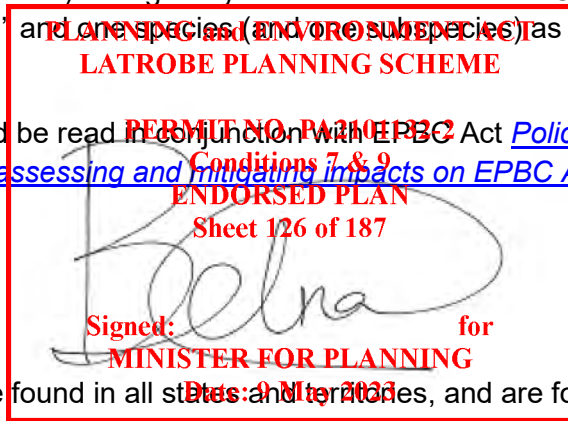 ’ and one species (and one subspecies) as
PLANNING and ENVIRONMENT ACT
LATROBE PLANNING SCHEME
d be read in conjunction with EPBC Act Polic
PERMIT NO. PA2101132-2
assessing and mitigating impacts on EPBC A
Conditions 7 & 9
ENDORSED PLAN
Sheet 126 of 187
Signed: for
MINISTER FOR PLANNING
e found in all states and territories, and are fo
Date: 9 May 2023